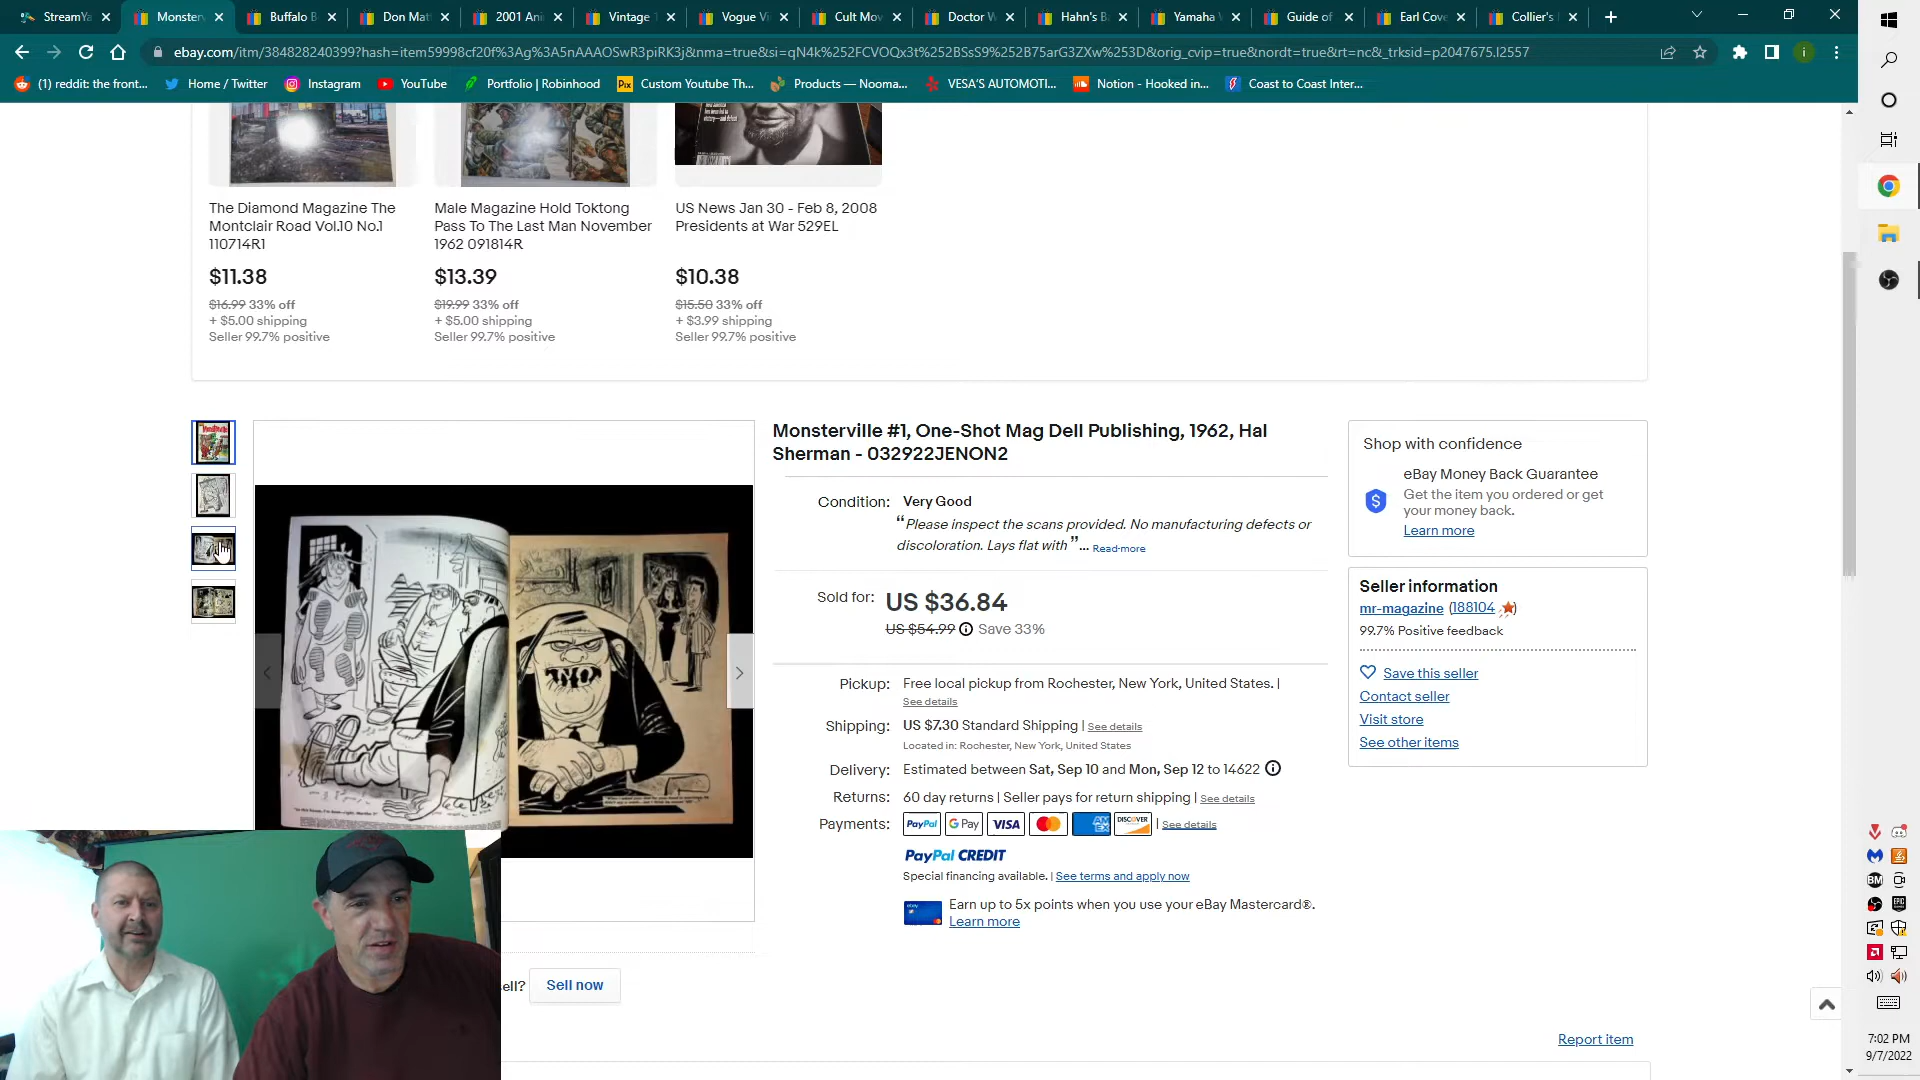 StreamYa
Monster
Buffalo B
Don Mat
2001 Ani
Vintage T
Vogue Vi
Cult Mov
Doctor W
Hahn's B
Yamaha V
Guide of
Earl Cove
Collier's
ebay.com/itm/384828240399?hash=item59998cf20f%3Ag%3A5nAAAOSwR3piRK3j&nma=true&si=qN4k%252FCVOQx3t%252BSsS9%252B75arG3ZXw%253D&orig_cvip=true&nordt=true&rt=nc&_trksid=p2047675.l2557
(1) reddit: the front...
Home / Twitter
Instagram
YouTube
Portfolio | Robinhood
Pix
Custom Youtube Th...
Products — Nooma...
VESA'S AUTOMOTI...
Notion - Hooked in...
Coast to Coast Inter...
The Diamond Magazine The
Montclair Road Vol.10 No.1
110714R1
$11.38
$16.99 33% off
+ $5.00 shipping
Seller 99.7% positive
Male Magazine Hold Toktong
Pass To The Last Man November
1962 091814R
$13.39
$19.99 33% off
+ $5.00 shipping
Seller 99.7% positive
US News Jan 30 - Feb 8, 2008
Presidents at War 529EL
$10.38
$15.50 33% off
+ $3.99 shipping
Seller 99.7% positive
Monsterville #1, One-Shot Mag Dell Publishing, 1962, Hal
Sherman - 032922JENON2
Condition: Very Good
“Please inspect the scans provided. No manufacturing defects or
discoloration. Lays flat with ”... Read more
Sold for: US $36.84
US $54.99 Save 33%
Pickup: Free local pickup from Rochester, New York, United States. |
See details
Shipping: US $7.30 Standard Shipping | See details
Located in: Rochester, New York, United States
Delivery: Estimated between Sat, Sep 10 and Mon, Sep 12 to 14622
Returns: 60 day returns | Seller pays for return shipping | See details
Payments: PayPal G Pay VISA AM EX DISCOVER | See details
PayPal CREDIT
Special financing available. | See terms and apply now
Earn up to 5x points when you use your eBay Mastercard®.
Learn more
Shop with confidence
eBay Money Back Guarantee
Get the item you ordered or get
your money back.
Learn more
Seller information
mr-magazine (188104)
99.7% Positive feedback
Save this seller
Contact seller
Visit store
See other items
ell? Sell now
Report item
BM
EPIC
7:02 PM
9/7/2022